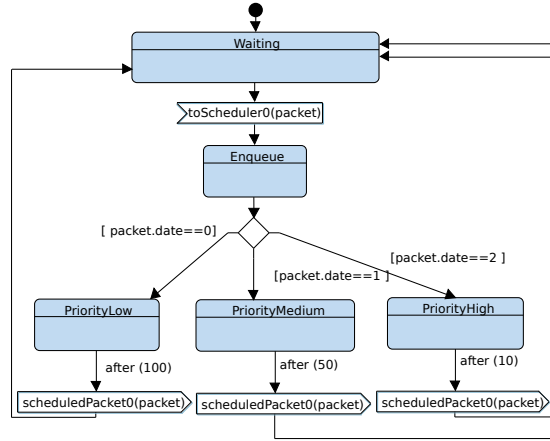 Waiting
toScheduler0(packet)
Enqueue
[ packet.date==0]
[packet.date==2 ]
[packet.date==1 ]
PriorityLow
PriorityMedium
PriorityHigh
after (100)
after (50)
after (10)
scheduledPacket0(packet)
scheduledPacket0(packet)
scheduledPacket0(packet)